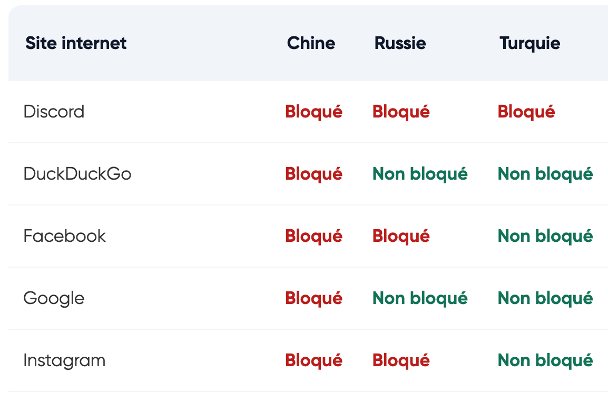 Site internet Chine Russie Turquie
Discord Bloqué Bloqué Bloqué
DuckDuckGo Bloqué Non bloqué Non bloqué
Facebook Bloqué Bloqué Non bloqué
Google Bloqué Non bloqué Non bloqué
Instagram Bloqué Bloqué Non bloqué